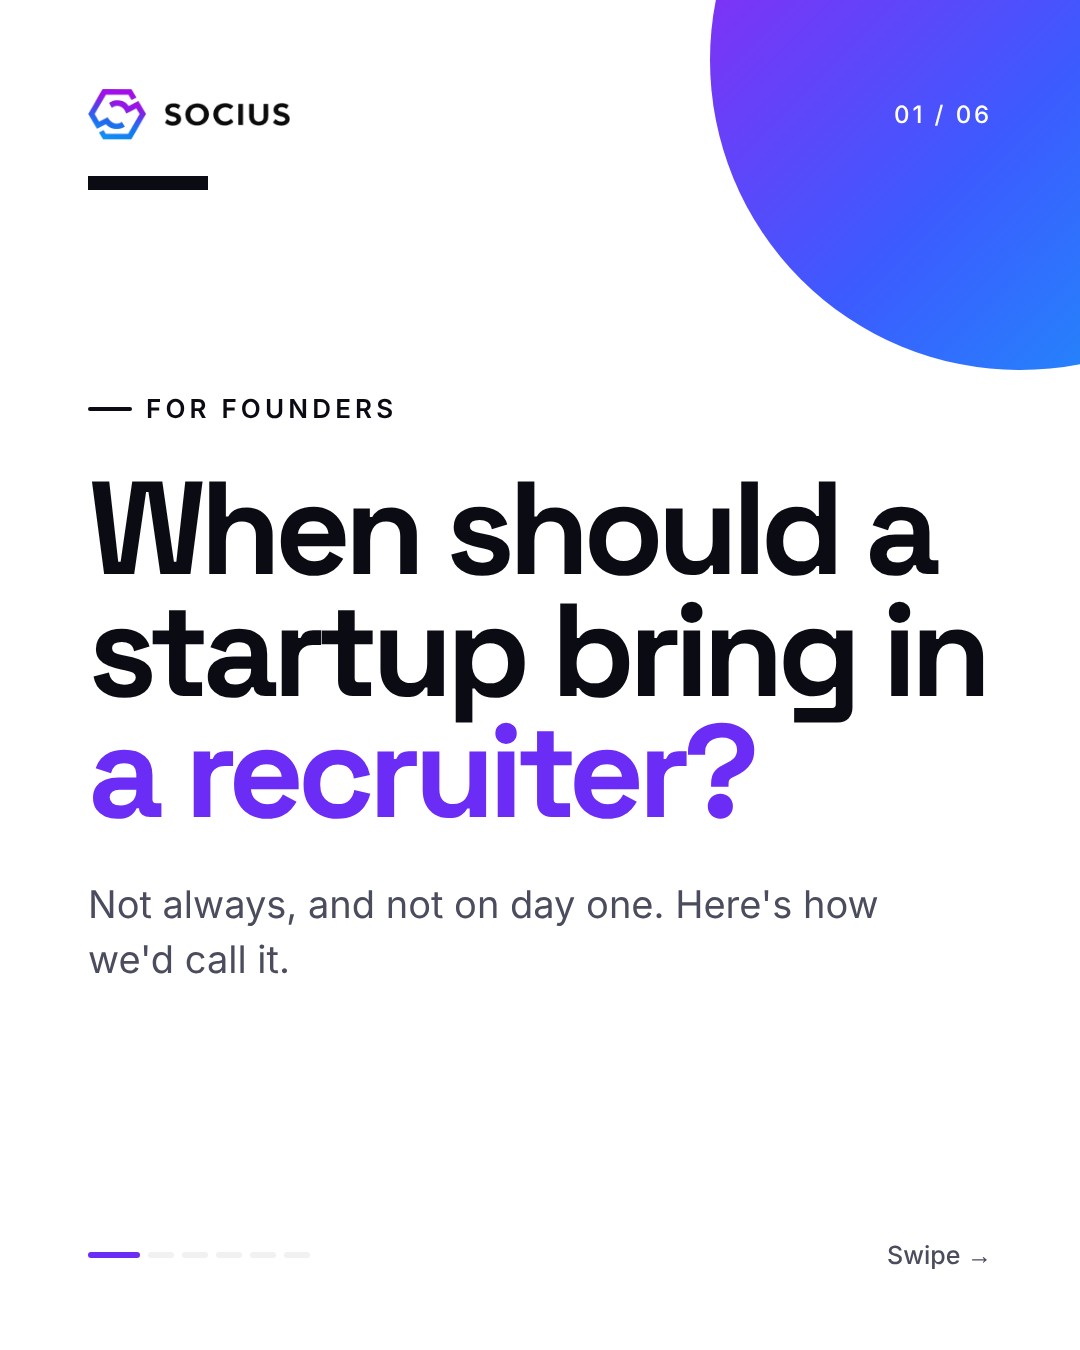 SOCIUS
01 / 06
FOR FOUNDERS
When should a
startup bring in
a recruiter?
Not always, and not on day one. Here's how
we'd call it.
Swipe →